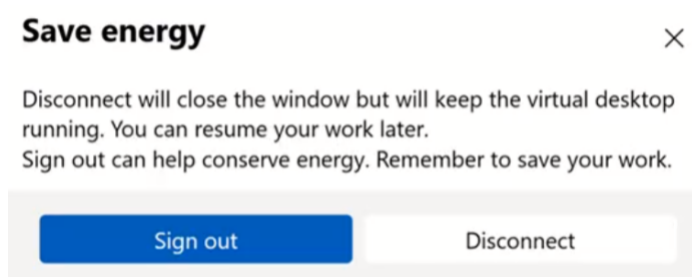 Save energy
Disconnect will close the window but will keep the virtual desktop
running. You can resume your work later.
Sign out can help conserve energy. Remember to save your work.
Sign out
Disconnect